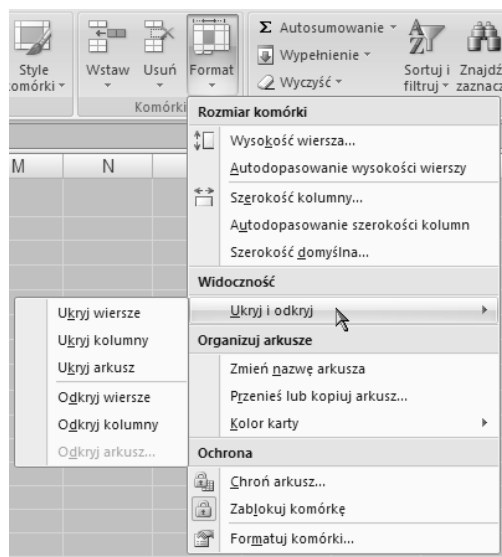 Style
omórki
Wstaw
Usuń
Format
Komórki
Σ Autosumowanie
Wypełnienie
Wyczyść
Sortuj i
filtruj
Znajdź
zaznacz
M N
Rozmiar komórki
Wysokość wiersza...
Autodopasowanie wysokości wierszy
Szerokość kolumny...
Autodopasowanie szerokości kolumn
Szerokość domyślna...
Widoczność
Ukryj i odkryj
Organizuj arkusze
Zmień nazwę arkusza
Przenieś lub kopiuj arkusz...
Kolor karty
Ochrona
Chroń arkusz...
Zablokuj komórkę
Formatuj komórki...
Ukryj wiersze
Ukryj kolumny
Ukryj arkusz
Odkryj wiersze
Odkryj kolumny
Odkryj arkusz...